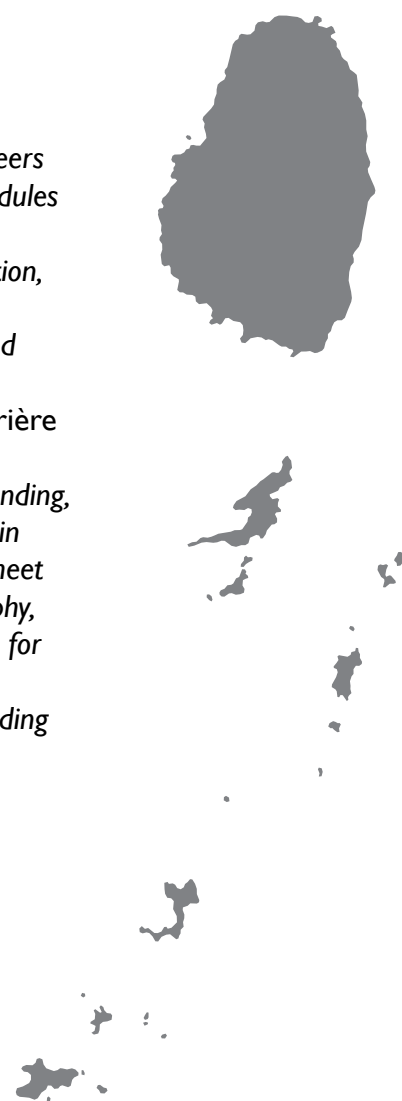 eers
dules
tion,
d
rière
nding,
in
neet
phy,
for
ding